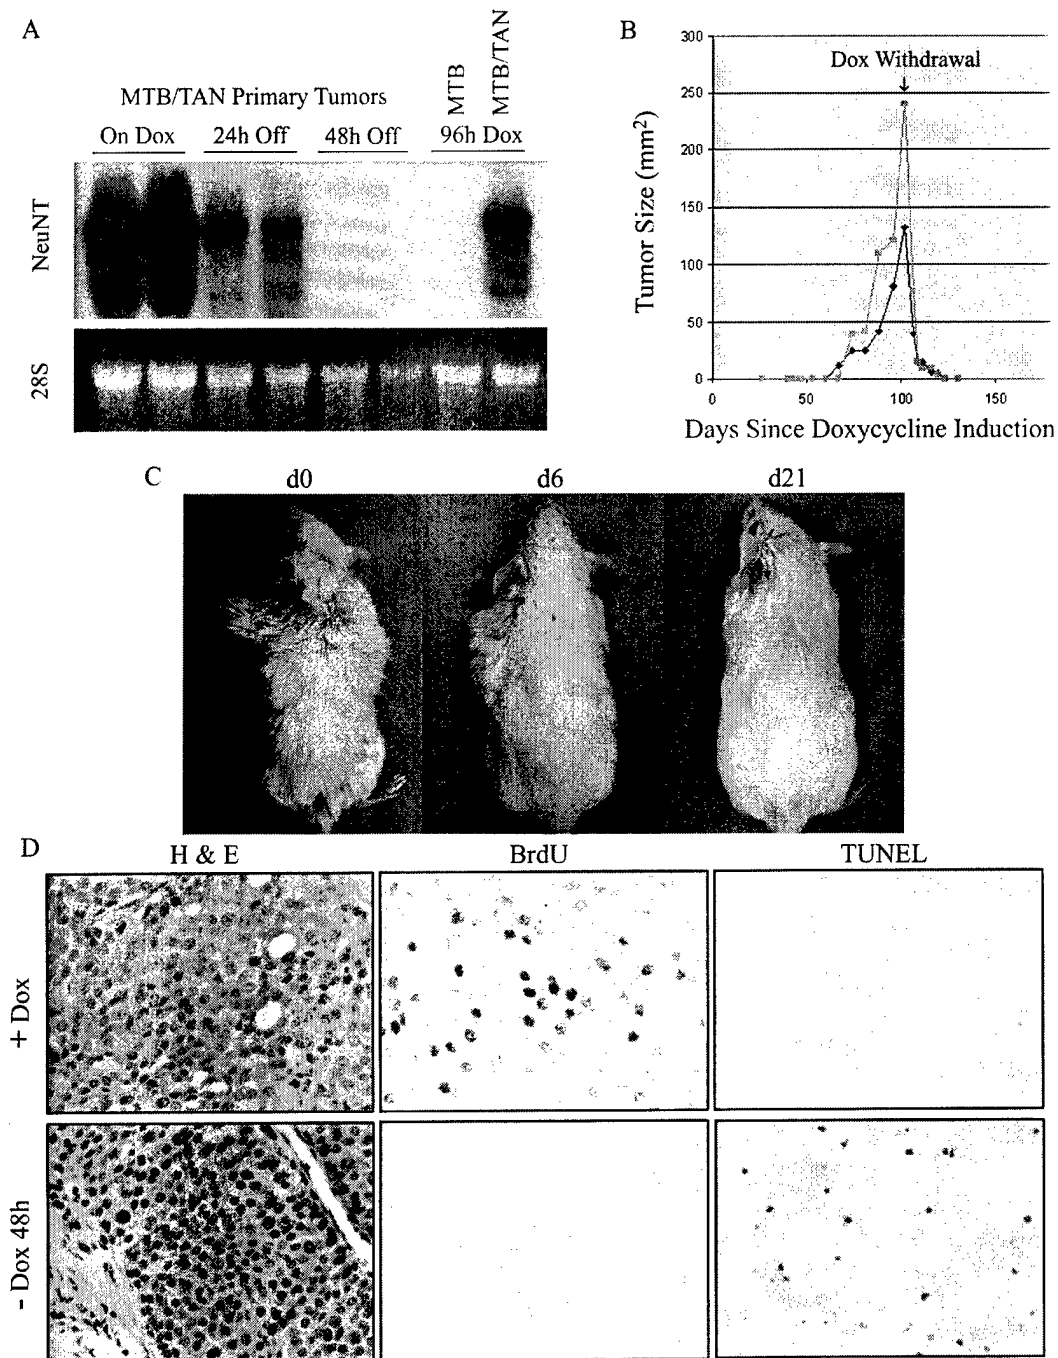 A
MTB/TAN Primary Tumors
On Dox
24h Off
48h Off
MTB
MTB/TAN
96h Dox
NeuNT
28S
B
Dox Withdrawal
Tumor Size (mm²)
300
250
200
150
100
50
0
0
50
100
150
Days Since Doxycycline Induction
C
d0
d6
d21
D
H & E
BrdU
TUNEL
+ Dox
- Dox 48h